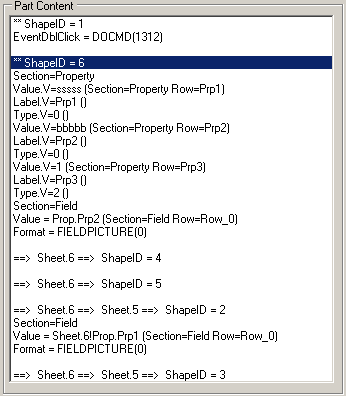 Part Content
** ShapeID = 1
EventDblClick = DOCMD(1312)
** ShapeID = 6
Section=Property
Value.V=sssss (Section=Property Row=Prp1)
Label.V=Prp1 ()
Type.V=0 ()
Value.V=bbbbb (Section=Property Row=Prp2)
Label.V=Prp2 ()
Type.V=0 ()
Value.V=1 (Section=Property Row=Prp3)
Label.V=Prp3 ()
Type.V=2 ()
Section=Field
Value = Prop.Prp2 (Section=Field Row=Row_0)
Format = FIELDPICTURE(0)
==> Sheet.6 ==> ShapeID = 4
==> Sheet.6 ==> ShapeID = 5
==> Sheet.6 ==> Sheet.5 ==> ShapeID = 2
Section=Field
Value = Sheet.6!Prop.Prp1 (Section=Field Row=Row_0)
Format = FIELDPICTURE(0)
==> Sheet.6 ==> Sheet.5 ==> ShapeID = 3